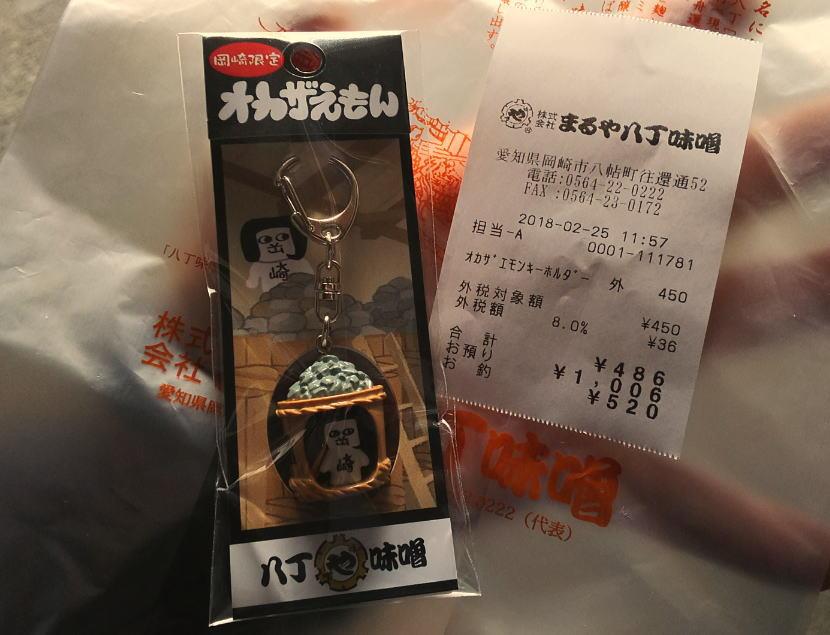 岡崎限定
オカザえもん
崎
崎
八丁 や 味噌
や 株式会社 まるや八丁味噌
愛知県岡崎市八帖町往還通52
電話:0564-22-0222
FAX :0564-23-0172
2018-02-25 11:57
担当-A 0001-111781
ｵｶｻﾞｴﾓﾝｷｰﾎﾙﾀﾞｰ 外 450
外税対象額 ¥450
外税額 8.0% ¥36
合 計 ¥486
お預り ¥1,006
お 釣 ¥520
株式
会社
愛知県岡
丁味噌
0222 (代表)